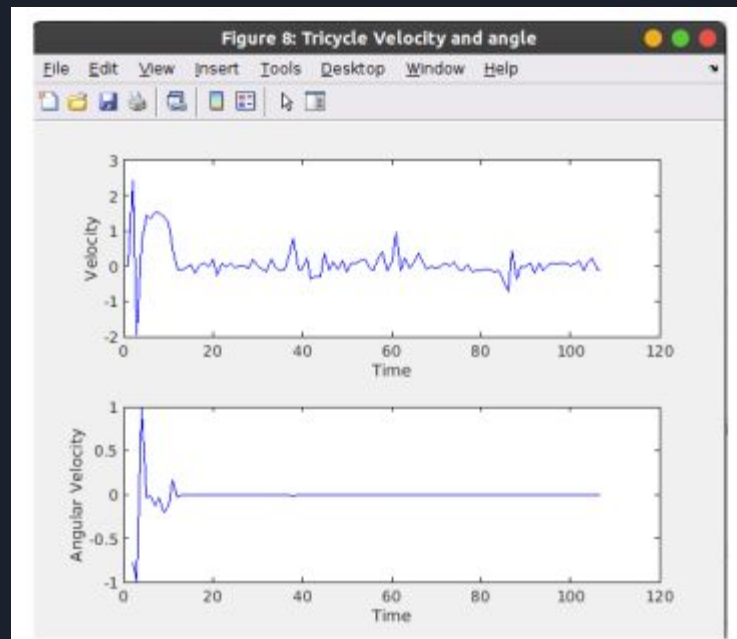 Figure 8: Tricycle Velocity and angle
File Edit View Insert Tools Desktop Window Help
3
2
1
0
-1
-2
Velocity
0 20 40 60 80 100 120
Time
1
0.5
0
-0.5
-1
Angular Velocity
0 20 40 60 80 100 120
Time